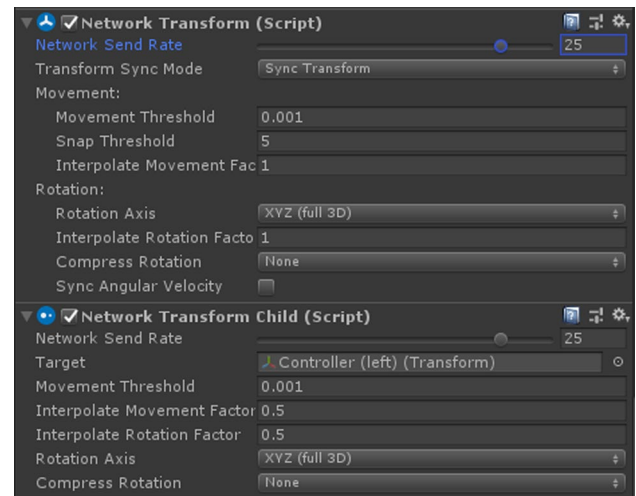 Network Transform (Script)
Network Send Rate 25
Transform Sync Mode Sync Transform
Movement:
Movement Threshold 0.001
Snap Threshold 5
Interpolate Movement Fac 1
Rotation:
Rotation Axis XYZ (full 3D)
Interpolate Rotation Facto 1
Compress Rotation None
Sync Angular Velocity
Network Transform Child (Script)
Network Send Rate 25
Target Controller (left) (Transform)
Movement Threshold 0.001
Interpolate Movement Factor 0.5
Interpolate Rotation Factor 0.5
Rotation Axis XYZ (full 3D)
Compress Rotation None